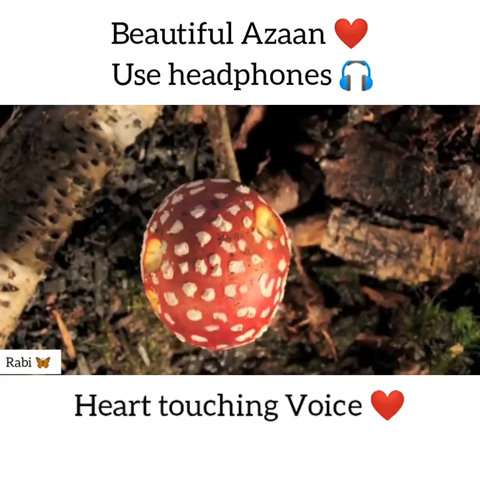 Beautiful Azaan ❤️
Use headphones 🎧
Rabi 🦋
Heart touching Voice ❤️